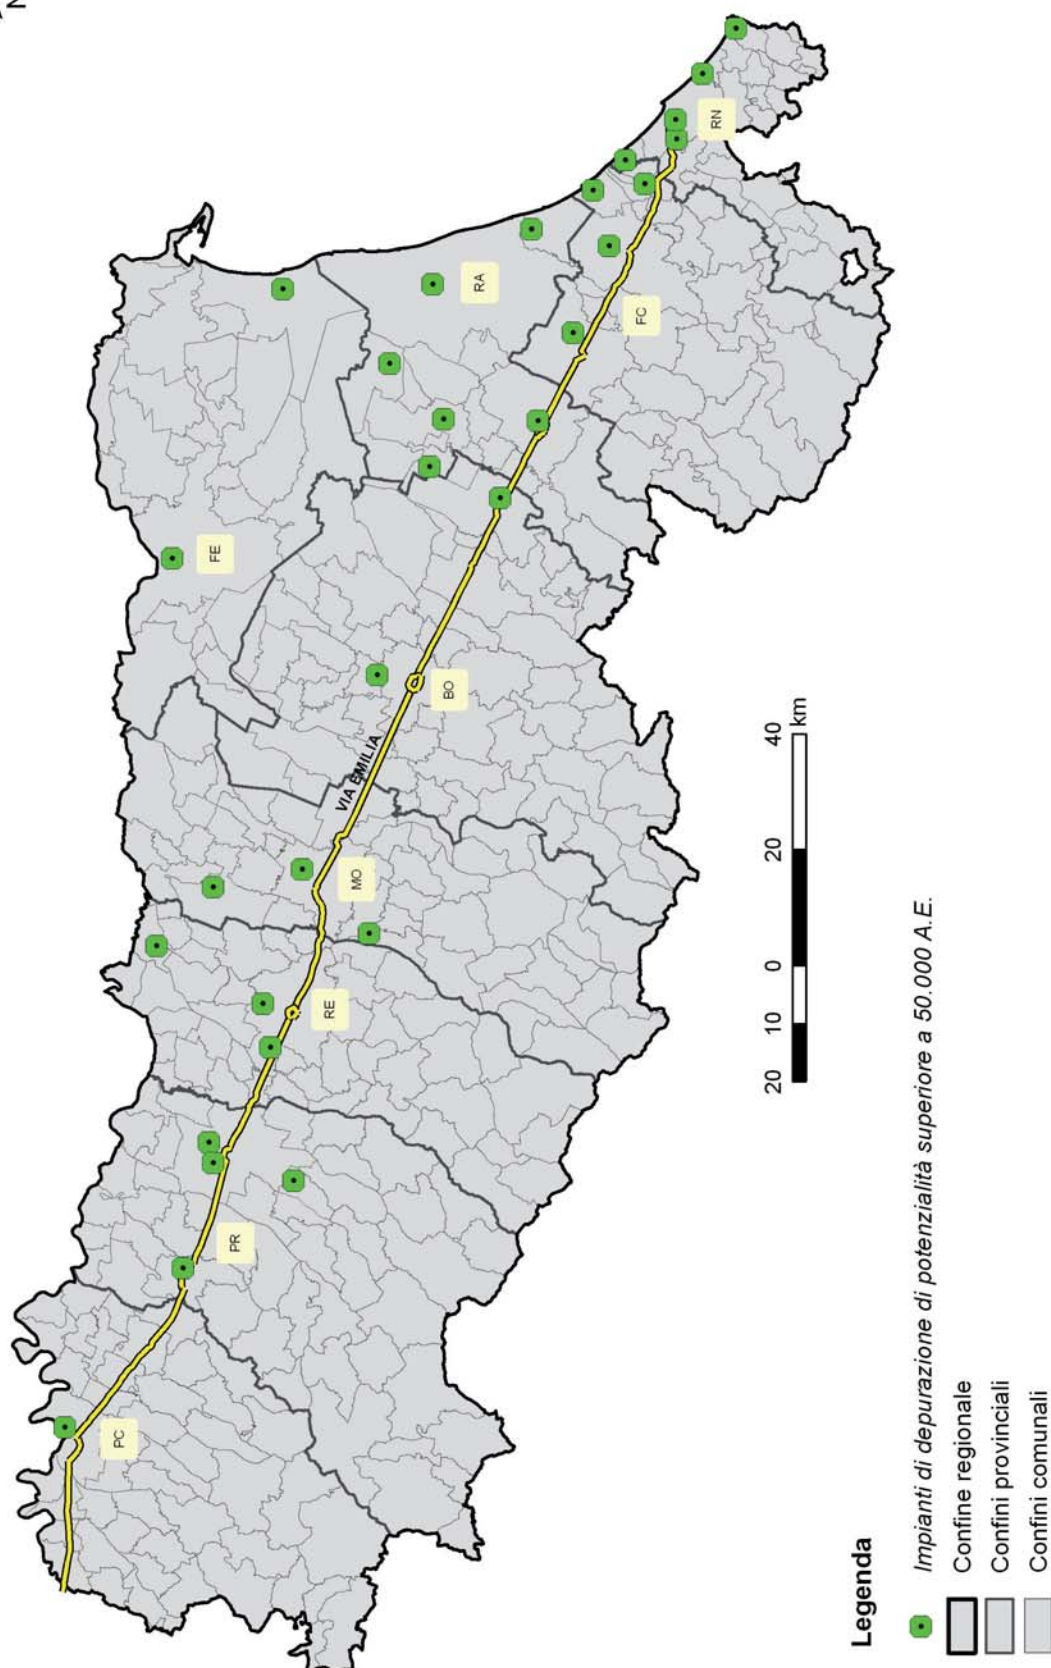 N
FE
RA
RN
FC
BO
VIA EMILIA
MO
RE
PR
PC
20 10 0 20 40
km
Legenda
Impianti di depurazione di potenzialità superiore a 50.000 A.E.
Confine regionale
Confini provinciali
Confini comunali